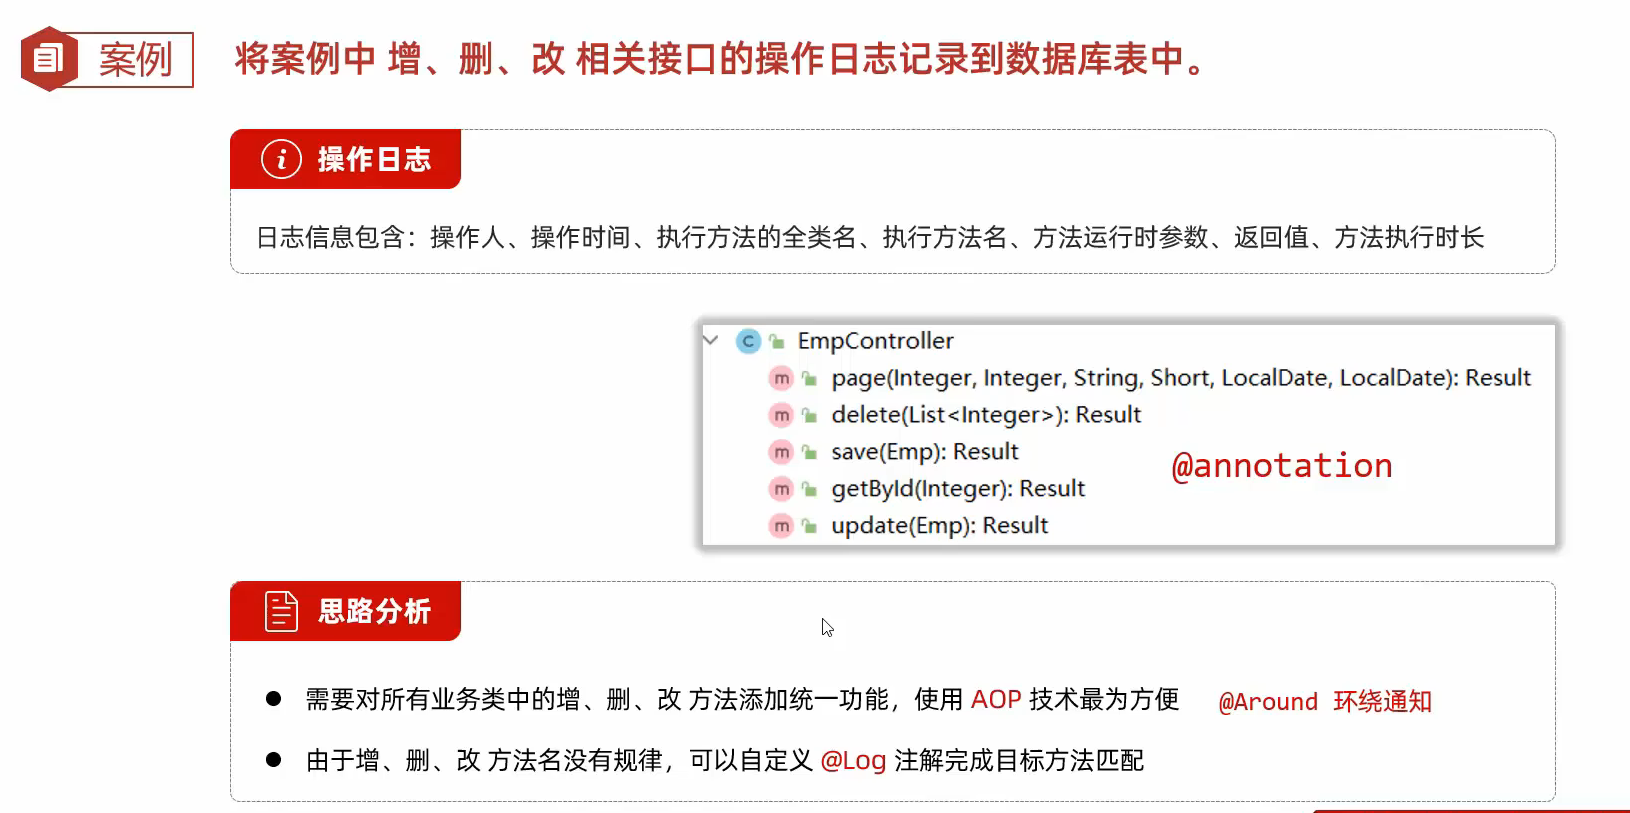 案例
将案例中 增、删、改 相关接口的操作日志记录到数据库表中。
i 操作日志
日志信息包含：操作人、操作时间、执行方法的全类名、执行方法名、方法运行时参数、返回值、方法执行时长
C EmpController
m page(Integer, Integer, String, Short, LocalDate, LocalDate): Result
m delete(List<Integer>): Result
m save(Emp): Result
@annotation
m getById(Integer): Result
m update(Emp): Result
思路分析
● 需要对所有业务类中的增、删、改 方法添加统一功能，使用 AOP 技术最为方便 @Around 环绕通知
● 由于增、删、改 方法名没有规律，可以自定义 @Log 注解完成目标方法匹配